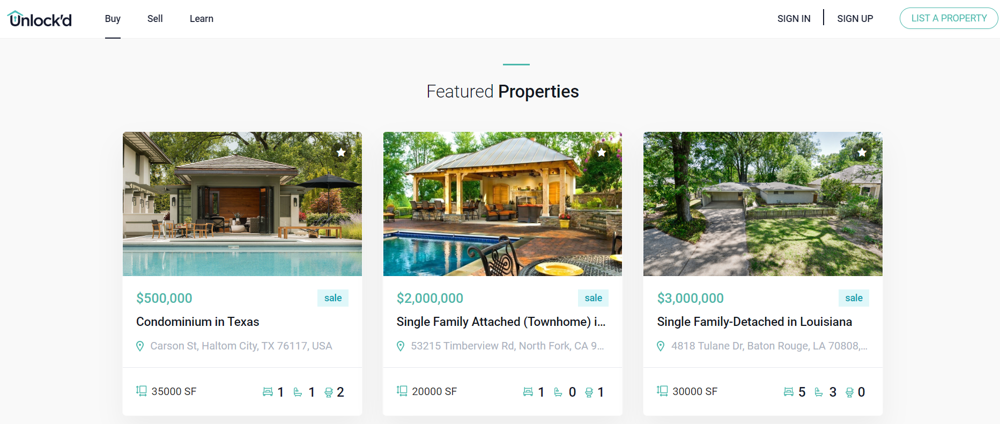 Unlock'd
Buy Sell Learn
SIGN IN SIGN UP LIST A PROPERTY
Featured Properties
$500,000 sale
Condominium in Texas
Carson St, Haltom City, TX 76117, USA
35000 SF 1 1 2
$2,000,000 sale
Single Family Attached (Townhome) i...
53215 Timberview Rd, North Fork, CA 9...
20000 SF 1 0 1
$3,000,000 sale
Single Family-Detached in Louisiana
4818 Tulane Dr, Baton Rouge, LA 70808,...
30000 SF 5 3 0